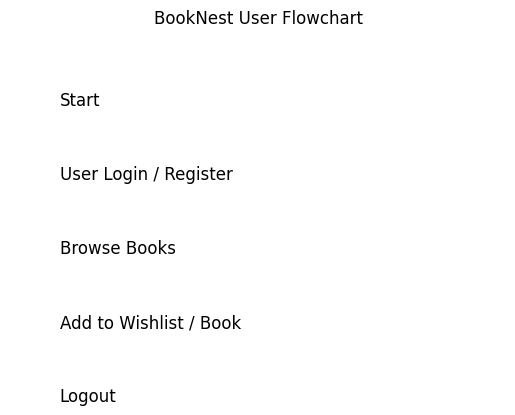 BookNest User Flowchart
Start
User Login / Register
Browse Books
Add to Wishlist / Book
Logout